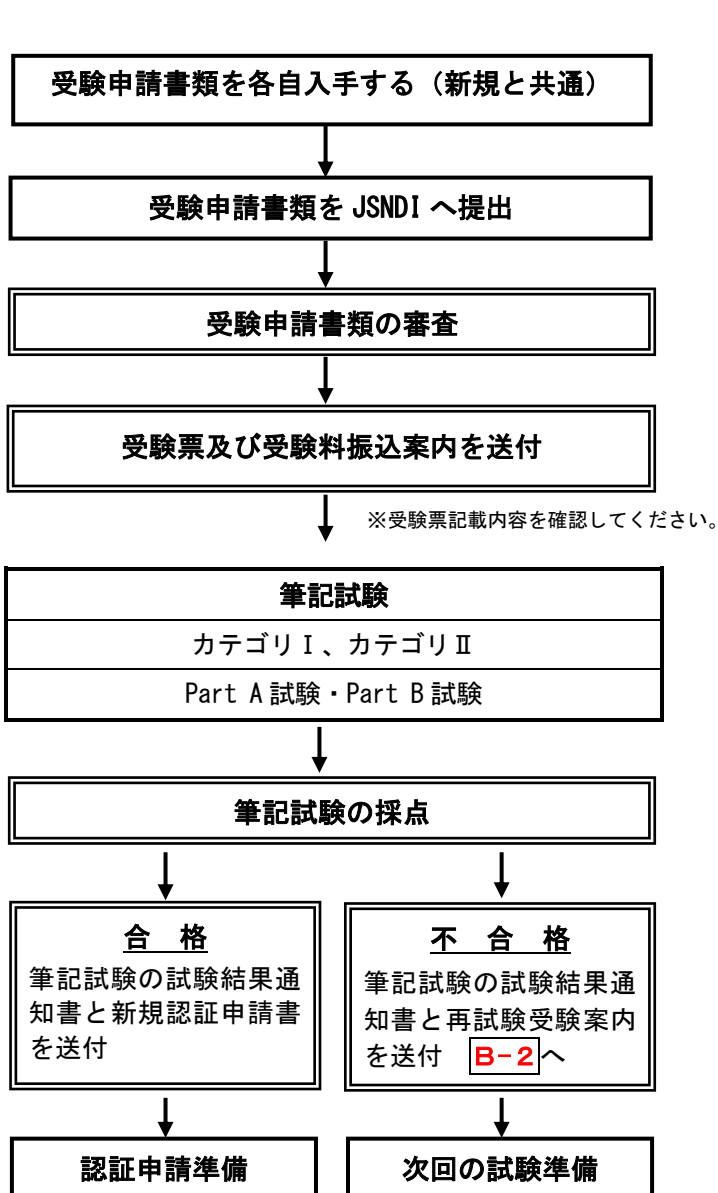 受験申請書類を各自入手する（新規と共通）
受験申請書類を JSNDI へ提出
受験申請書類の審査
受験票及び受験料振込案内を送付
※受験票記載内容を確認してください。
筆記試験
カテゴリⅠ、カテゴリⅡ
Part A 試験・Part B 試験
筆記試験の採点
合　格
筆記試験の試験結果通
知書と新規認証申請書
を送付
不　合　格
筆記試験の試験結果通
知書と再試験受験案内
を送付　B-2へ
認証申請準備
次回の試験準備